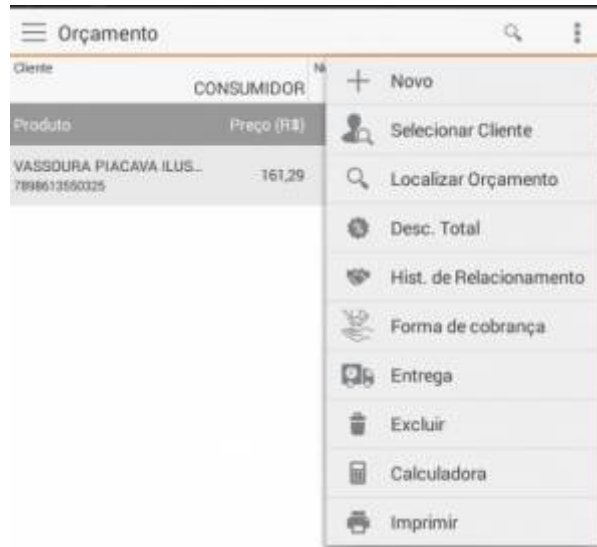 Orçamento
Cliente
CONSUMIDOR
Produto Preço (R$)
VASSOURA PIACAVA ILUS... 161,29
7898613550325
Novo
Selecionar Cliente
Localizar Orçamento
Desc. Total
Hist. de Relacionamento
Forma de cobrança
Entrega
Excluir
Calculadora
Imprimir